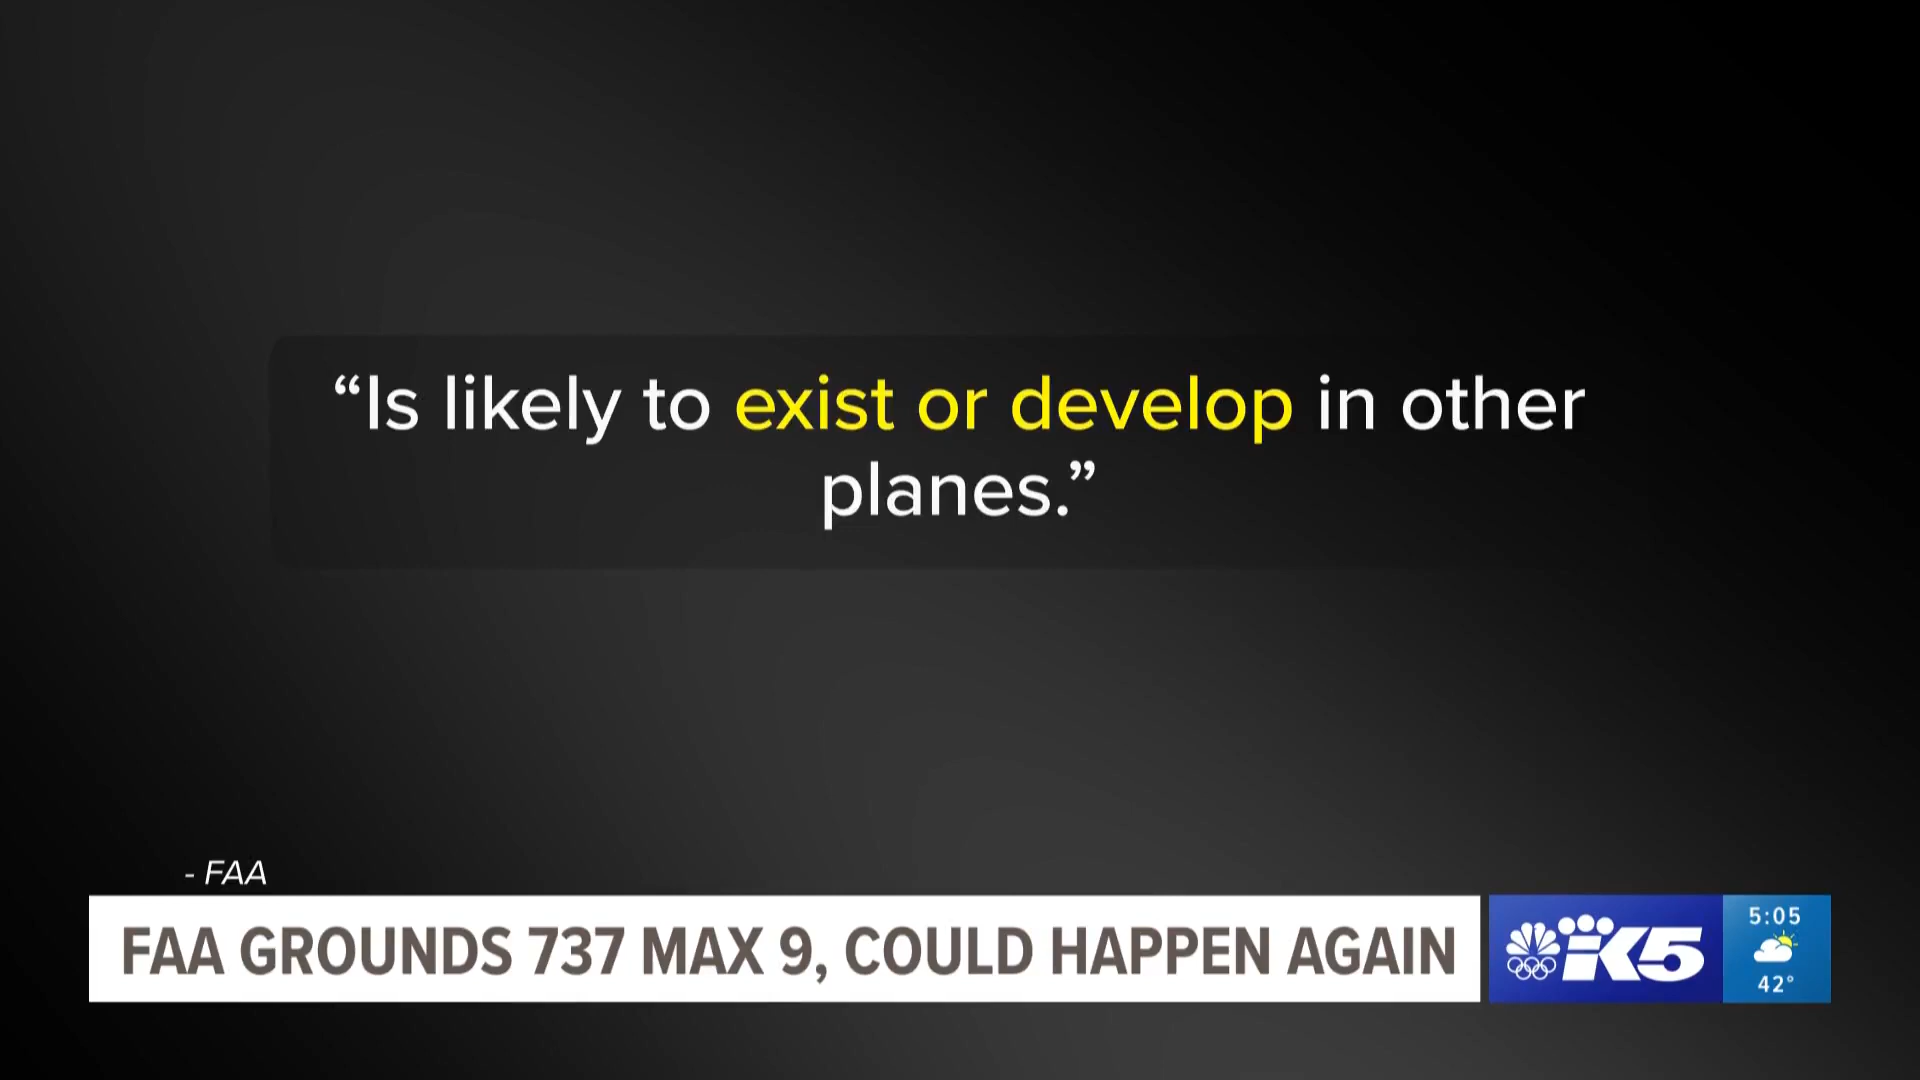 “Is likely to exist or develop in other
planes.”
- FAA
FAA GROUNDS 737 MAX 9, COULD HAPPEN AGAIN
K5
5:05
42°